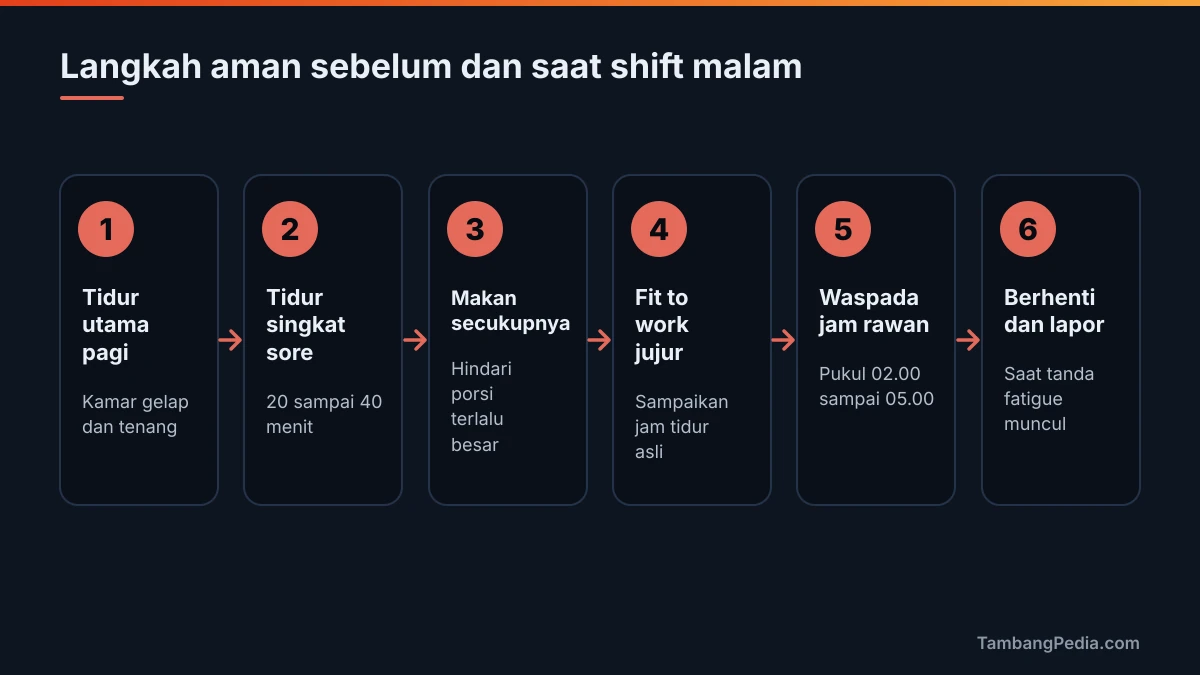 Langkah aman sebelum dan saat shift malam
1
Tidur
utama
pagi
Kamar gelap
dan tenang
2
Tidur
singkat
sore
20 sampai 40
menit
3
Makan
secukupnya
Hindari
porsi
terlalu
besar
4
Fit to
work
jujur
Sampaikan
jam tidur
asli
5
Waspada
jam rawan
Pukul 02.00
sampai 05.00
6
Berhenti
dan lapor
Saat tanda
fatigue
muncul
TambangPedia.com